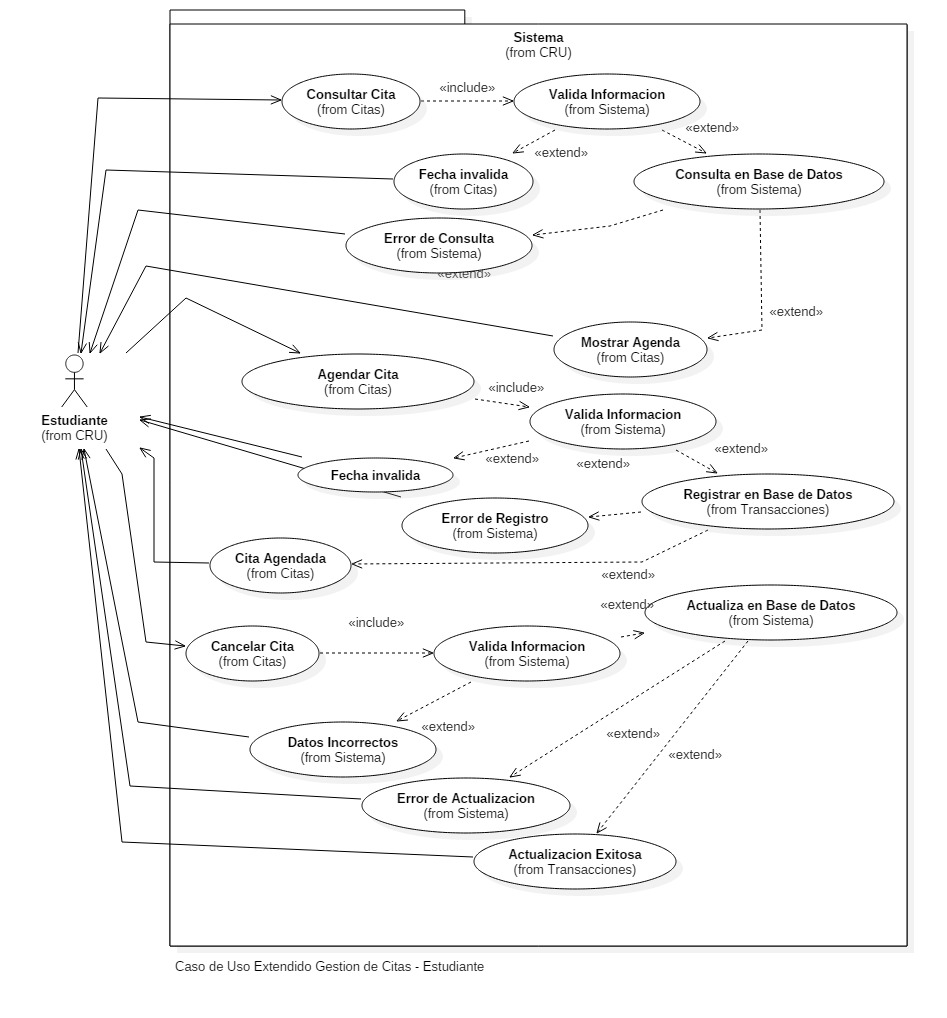 Sistema
(from CRU)
Consultar Cita
(from Citas)
«include»
Valida Informacion
(from Sistema)
«extend»
«extend»
Fecha invalida
(from Citas)
Consulta en Base de Datos
(from Sistema)
Error de Consulta
(from Sistema)
«extend»
«extend»
Mostrar Agenda
(from Citas)
Agendar Cita
(from Citas)
«include»
Estudiante
(from CRU)
Valida Informacion
(from Sistema)
«extend»
«extend»
«extend»
Fecha invalida
Registrar en Base de Datos
(from Transacciones)
Error de Registro
(from Sistema)
Cita Agendada
(from Citas)
«extend»
«extend»
Actualiza en Base de Datos
(from Sistema)
«include»
Cancelar Cita
(from Citas)
Valida Informacion
(from Sistema)
«extend»
«extend»
«extend»
Datos Incorrectos
(from Sistema)
Error de Actualizacion
(from Sistema)
Actualizacion Exitosa
(from Transacciones)
Caso de Uso Extendido Gestion de Citas - Estudiante